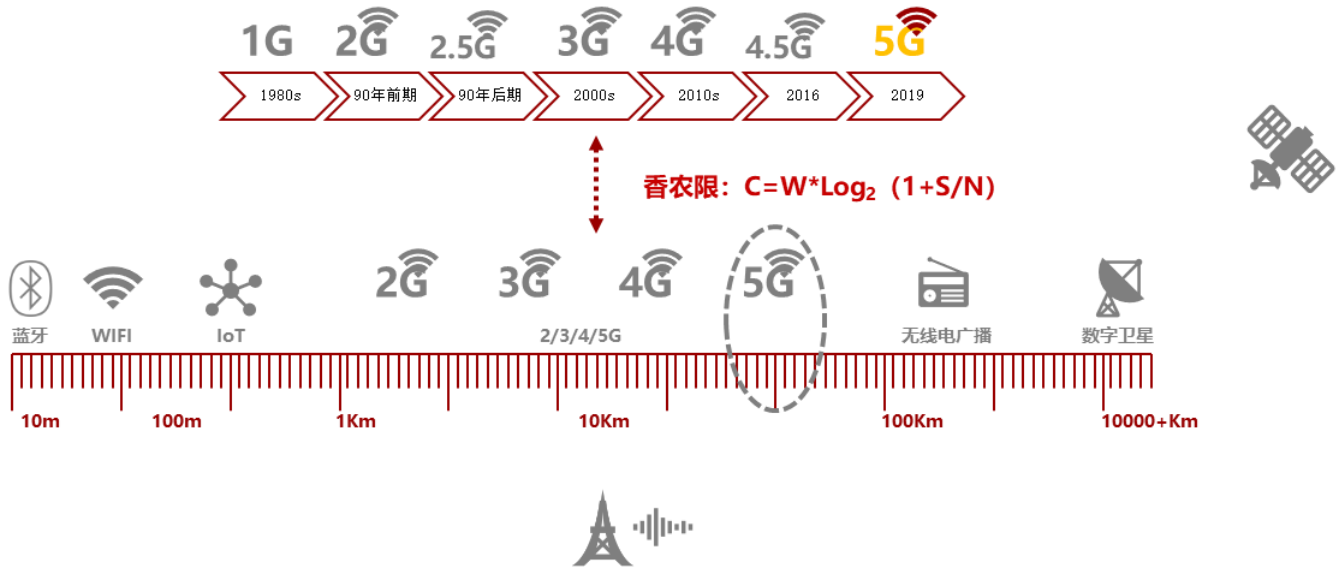 1G 2G 2.5G 3G 4G 4.5G 5G
1980s 90年前期 90年后期 2000s 2010s 2016 2019
香农限：C=W*Log₂（1+S/N）
2G 3G 4G 5G
蓝牙 WIFI IoT 2/3/4/5G 无线电广播 数字卫星
10m 100m 1Km 10Km 100Km 10000+Km